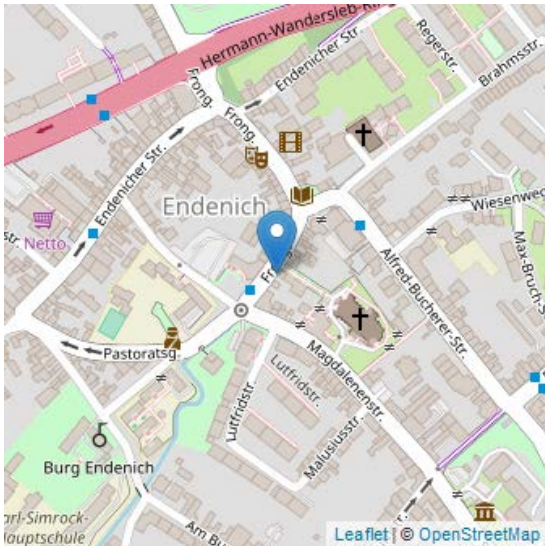 Hermann-Wandersleb-Ri
Regerstr.
Endenicher Str.
Frong.
Frong.
Brahmsstr.
Endenicher Str.
Endenich
Wiesenweg
Netto
str.
Max-Bruch-S
Alfred-Bucherer-Str.
Pastoratsg.
Magdalenenstr.
Lutfridstr.
Lutfridstr.
Malusiusstr.
Burg Endenich
arl-Simrock-
auptschule
Am Bu
Leaflet | © OpenStreetMap